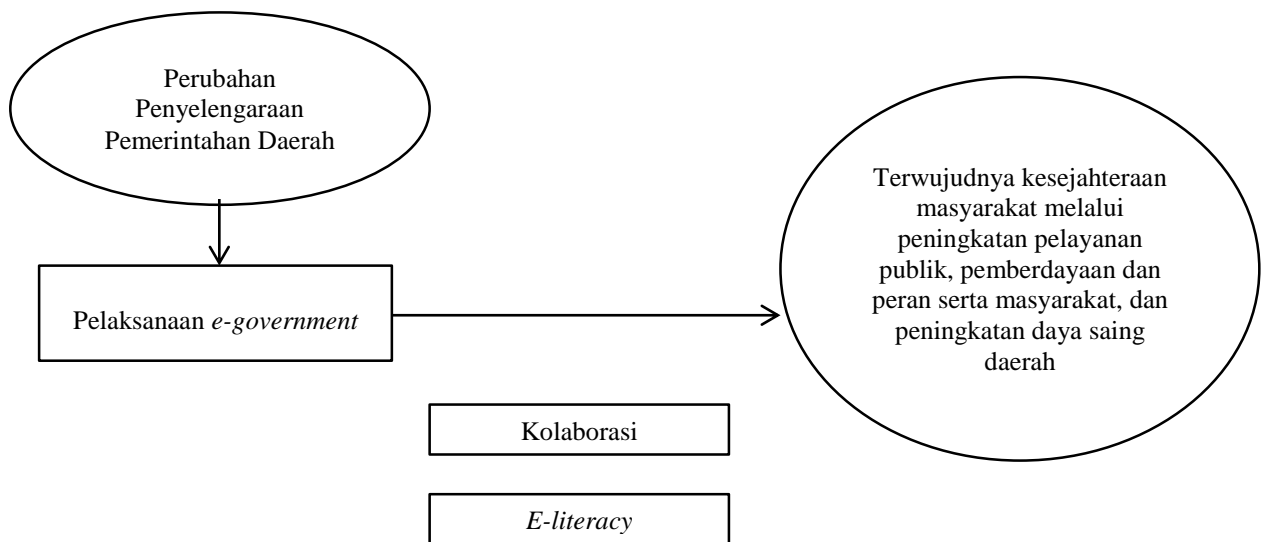 Perubahan
Penyelengaraan
Pemerintahan Daerah
Pelaksanaan e-government
Terwujudnya kesejahteraan
masyarakat melalui
peningkatan pelayanan
publik, pemberdayaan dan
peran serta masyarakat, dan
peningkatan daya saing
daerah
Kolaborasi
E-literacy